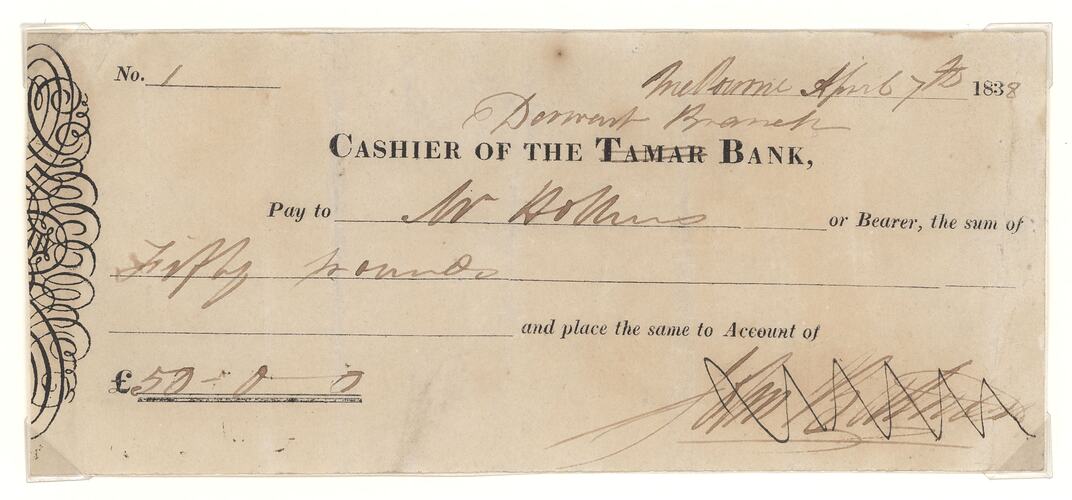 No. 1
Melbourne April 7th 1838
Derwent Branch
CASHIER OF THE TAMAR BANK,
Pay to Mr Hollins or Bearer, the sum of
Fifty pounds
and place the same to Account of
£50-0-0
John